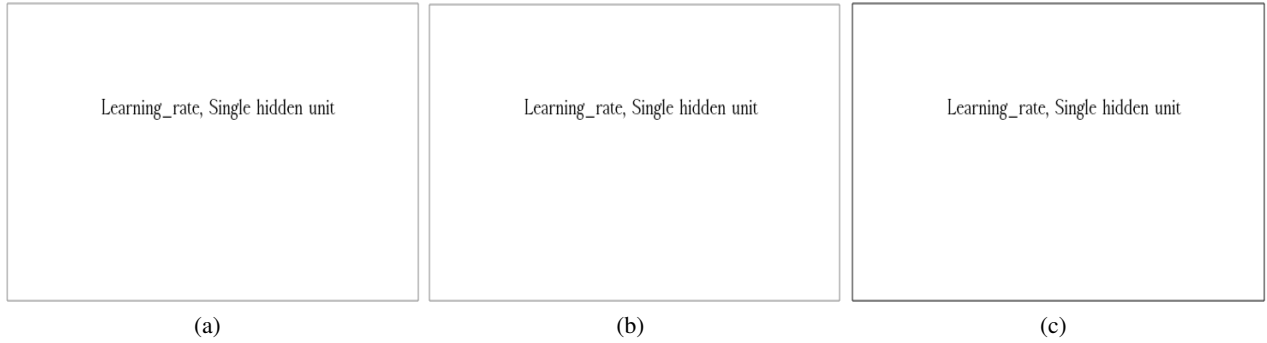 Learning_rate, Single hidden unit
Learning_rate, Single hidden unit
Learning_rate, Single hidden unit
(a)
(b)
(c)